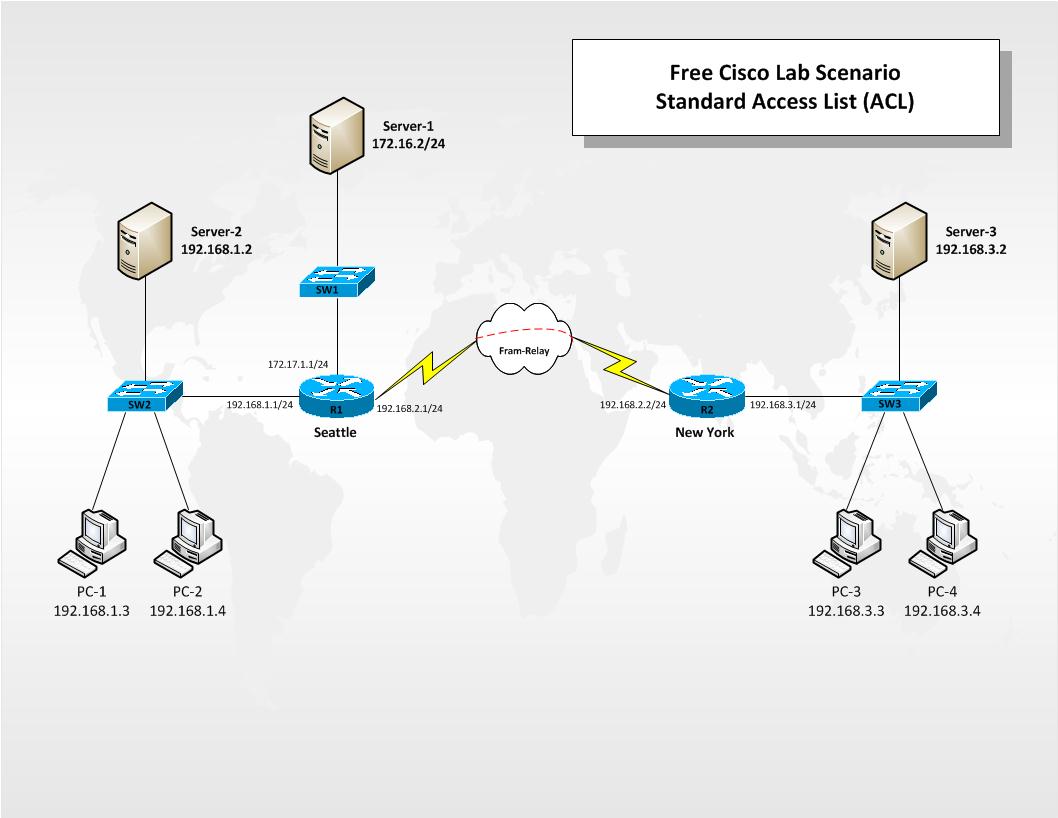 Free Cisco Lab Scenario
Standard Access List (ACL)
Server-1
172.16.2/24
Server-2
192.168.1.2
Server-3
192.168.3.2
SW1
Fram-Relay
172.17.1.1/24
SW2
192.168.1.1/24
R1
192.168.2.1/24
Seattle
192.168.2.2/24
R2
192.168.3.1/24
New York
SW3
PC-1
192.168.1.3
PC-2
192.168.1.4
PC-3
192.168.3.3
PC-4
192.168.3.4